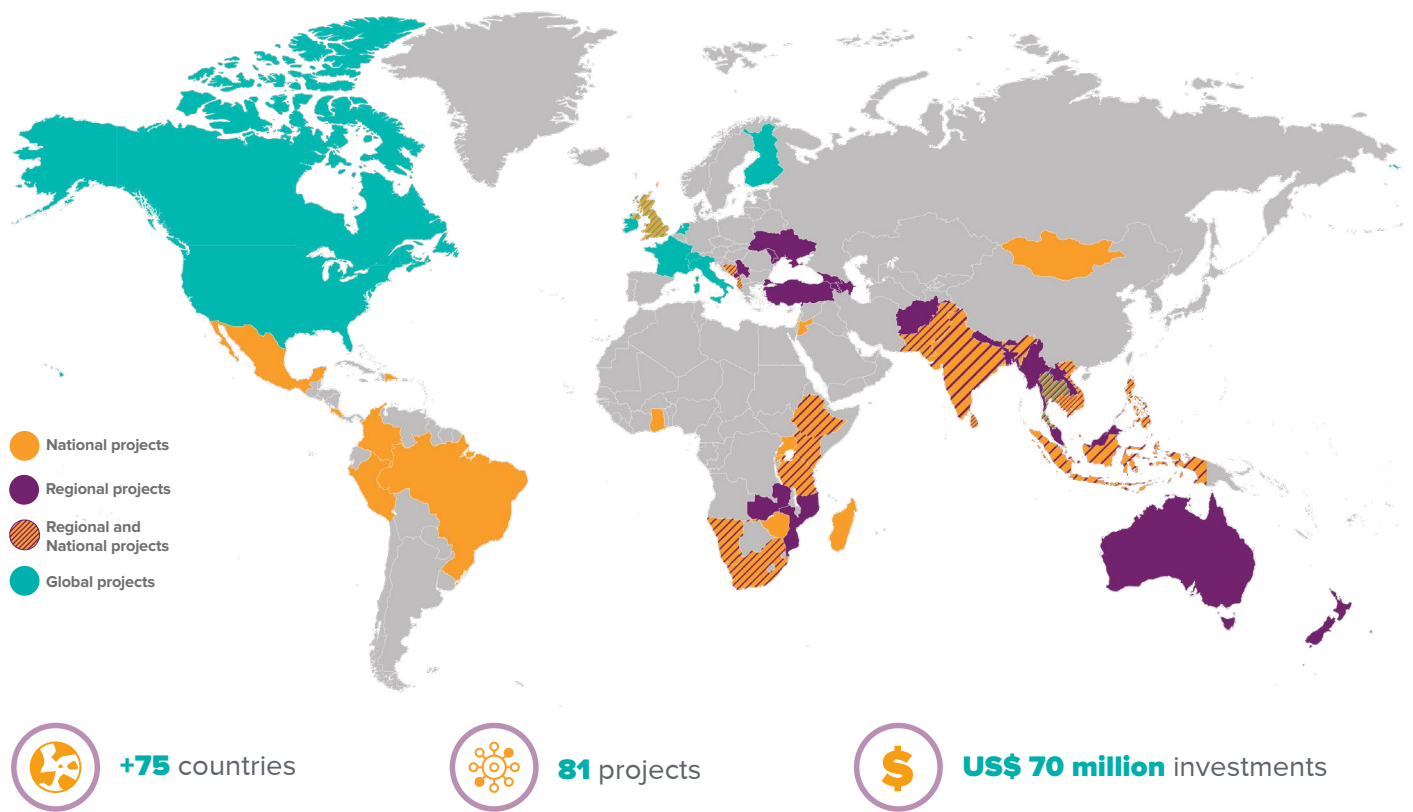 National projects
Regional projects
Regional and
National projects
Global projects
+75 countries
81 projects
US$ 70 million investments